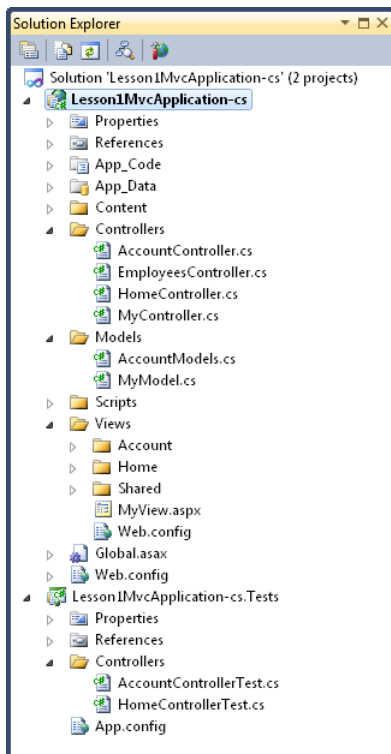 Solution Explorer
Solution 'Lesson1MvcApplication-cs' (2 projects)
Lesson1MvcApplication-cs
Properties
References
App_Code
App_Data
Content
Controllers
AccountController.cs
EmployeesController.cs
HomeController.cs
MyController.cs
Models
AccountModels.cs
MyModel.cs
Scripts
Views
Account
Home
Shared
MyView.aspx
Web.config
Global.asax
Web.config
Lesson1MvcApplication-cs.Tests
Properties
References
Controllers
AccountControllerTest.cs
HomeControllerTest.cs
App.config